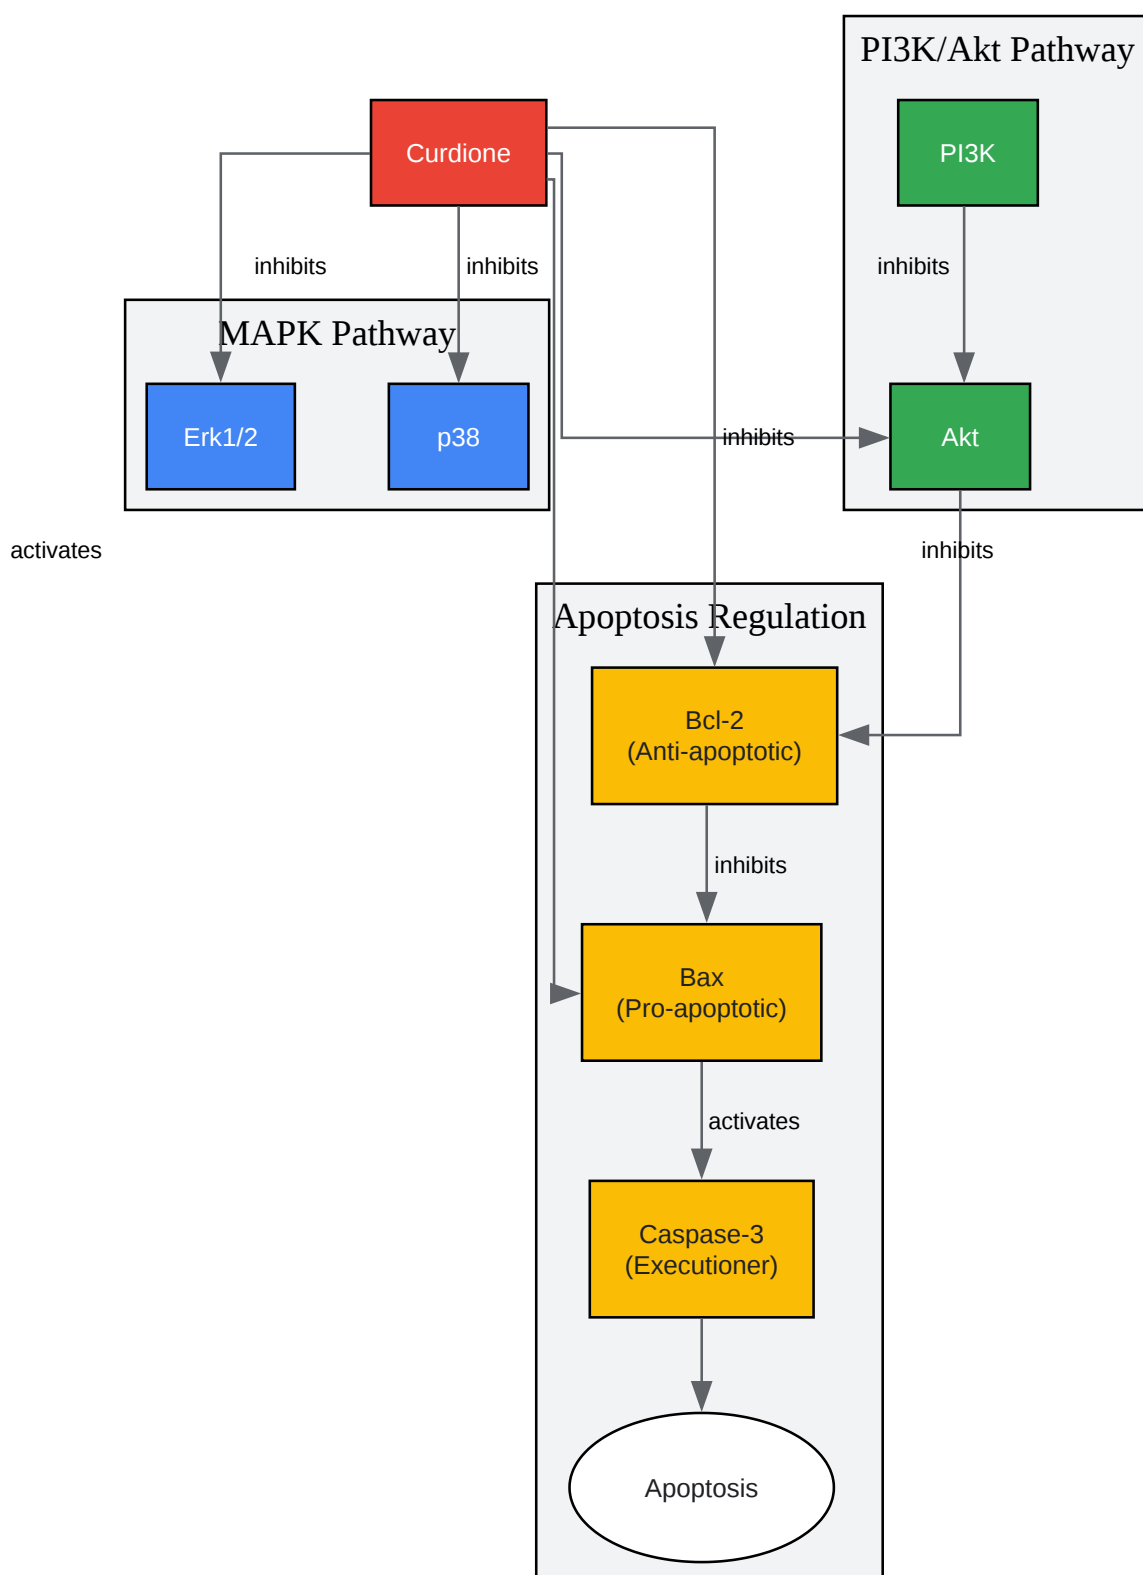 PI3K/Akt Pathway
Curdione
PI3K
inhibits
inhibits
inhibits
MAPK Pathway
Erk1/2
p38
inhibits
Akt
activates
inhibits
Apoptosis Regulation
Bcl-2
(Anti-apoptotic)
inhibits
Bax
(Pro-apoptotic)
activates
Caspase-3
(Executioner)
Apoptosis